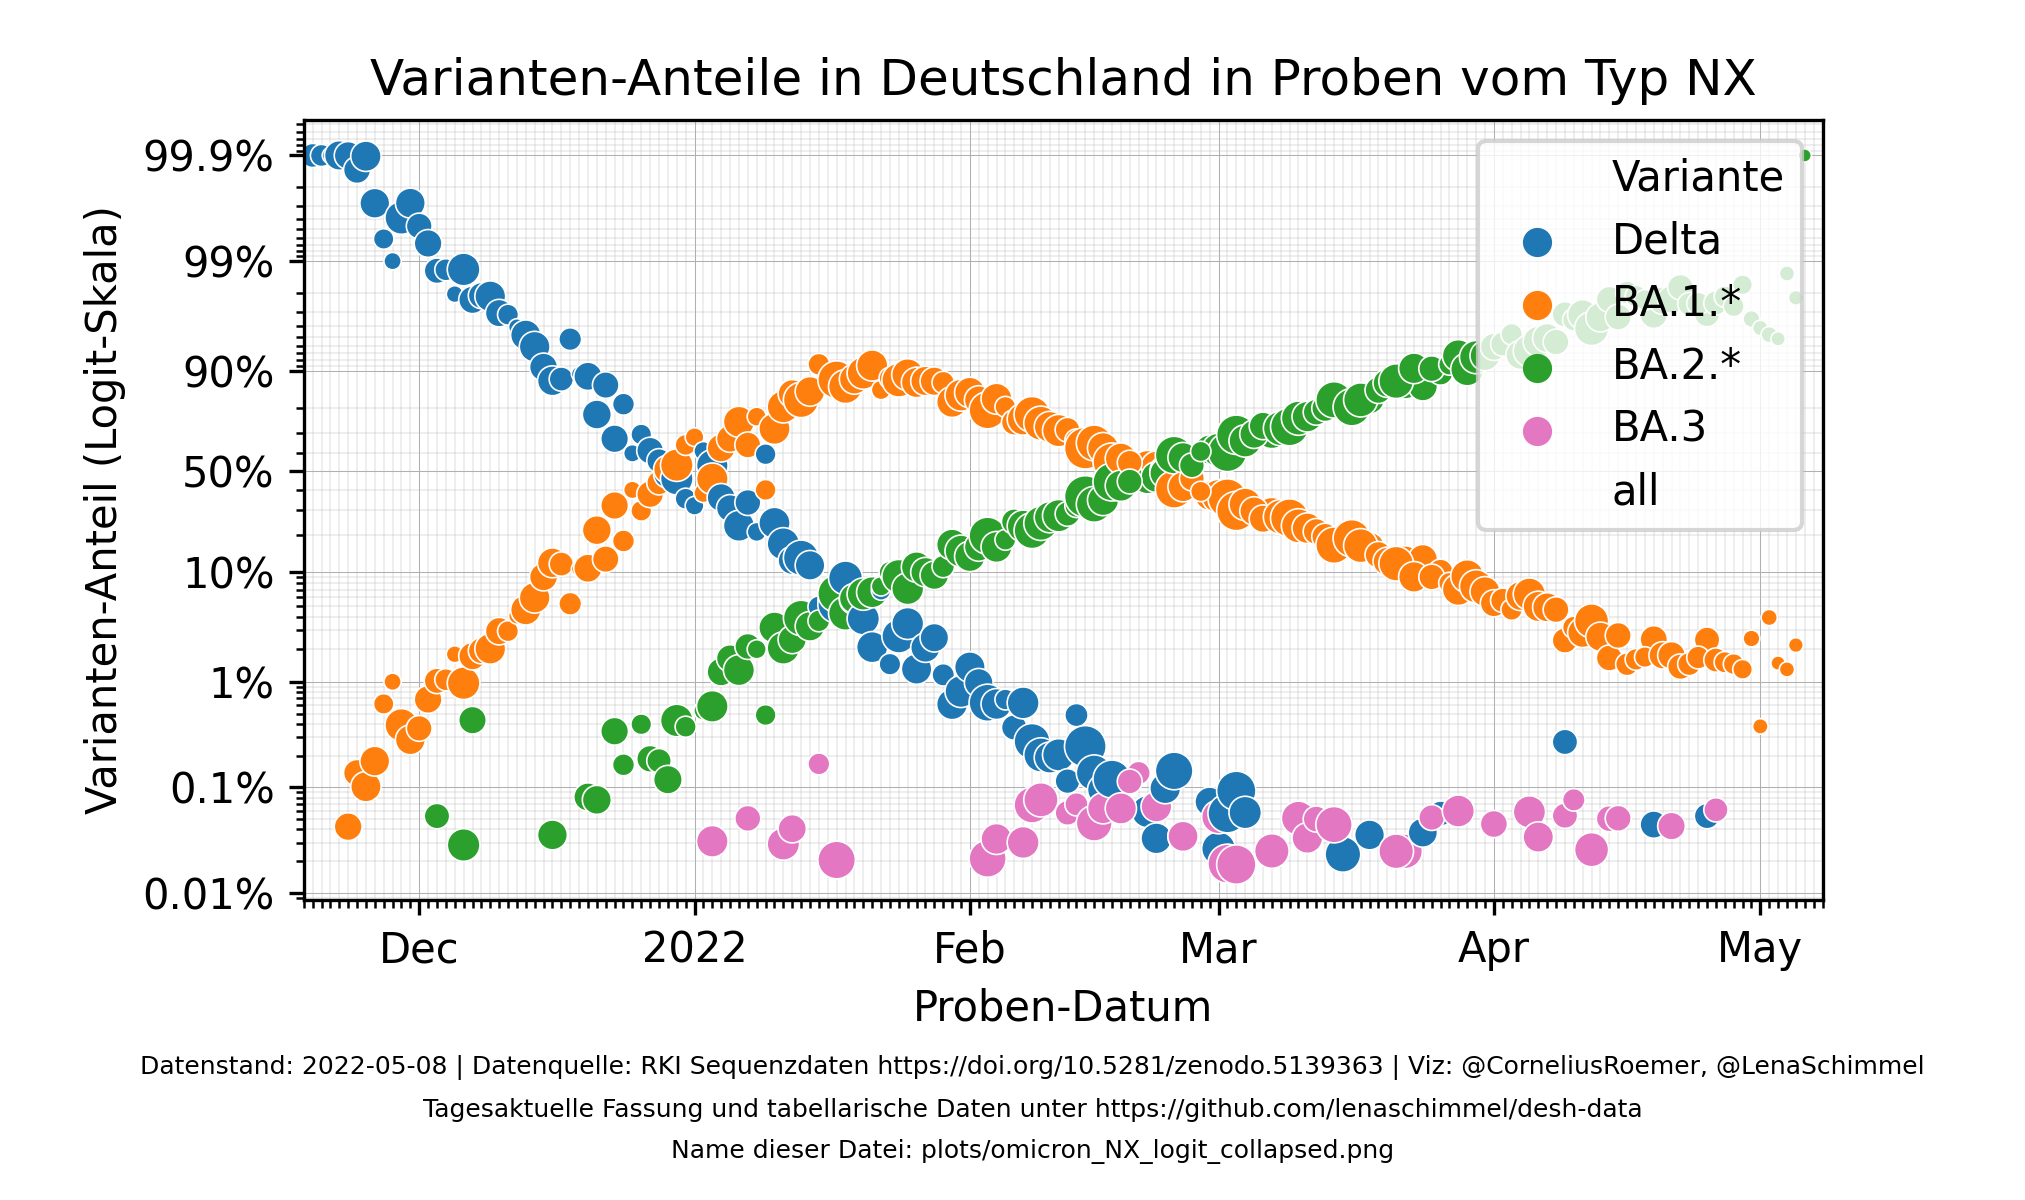 Varianten-Anteile in Deutschland in Proben vom Typ NX
Varianten-Anteil (Logit-Skala)
99.9%
99%
90%
50%
10%
1%
0.1%
0.01%
Variante
Delta
BA.1.*
BA.2.*
BA.3
all
Dec 2022 Feb Mar Apr May
Proben-Datum
Datenstand: 2022-05-08 | Datenquelle: RKI Sequenzdaten https://doi.org/10.5281/zenodo.5139363 | Viz: @CorneliusRoemer, @LenaSchimmel
Tagesaktuelle Fassung und tabellarische Daten unter https://github.com/lenaschimmel/desh-data
Name dieser Datei: plots/omicron_NX_logit_collapsed.png